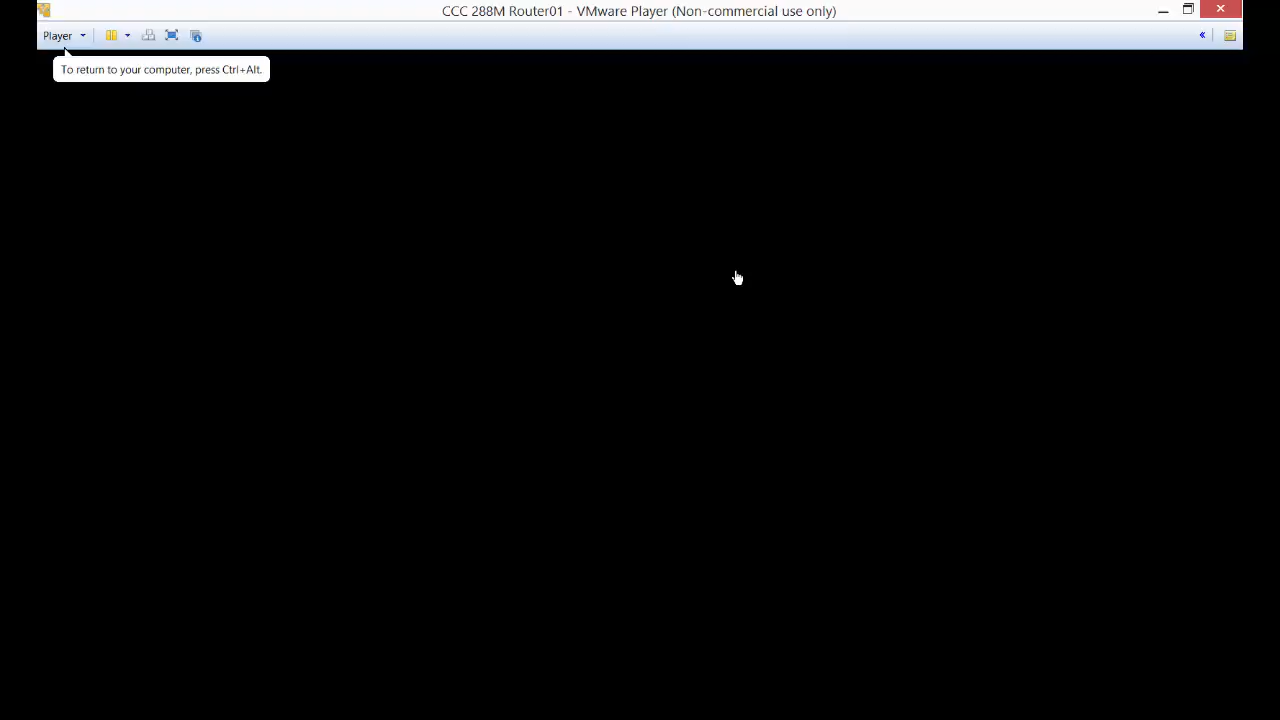 CCC 288M Router01 - VMware Player (Non-commercial use only)
Player
To return to your computer, press Ctrl+Alt.